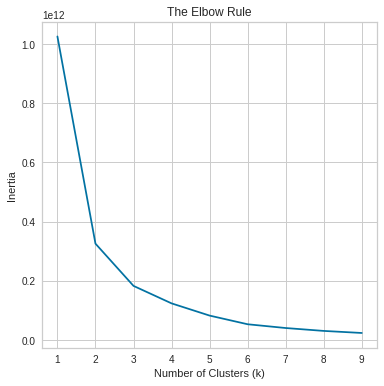 The Elbow Rule
1e12
1.0
0.8
0.6
0.4
0.2
0.0
Inertia
1 2 3 4 5 6 7 8 9
Number of Clusters (k)